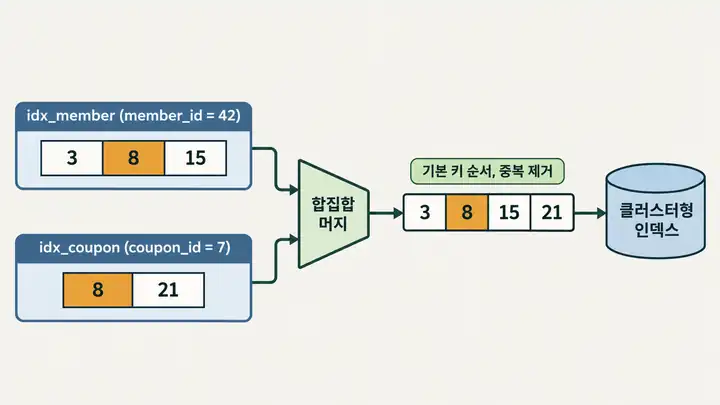 idx_member (member_id = 42)
3 8 15
idx_coupon (coupon_id = 7)
8 21
합집합
머지
기본 키 순서, 중복 제거
3 8 15 21
클러스터형
인덱스